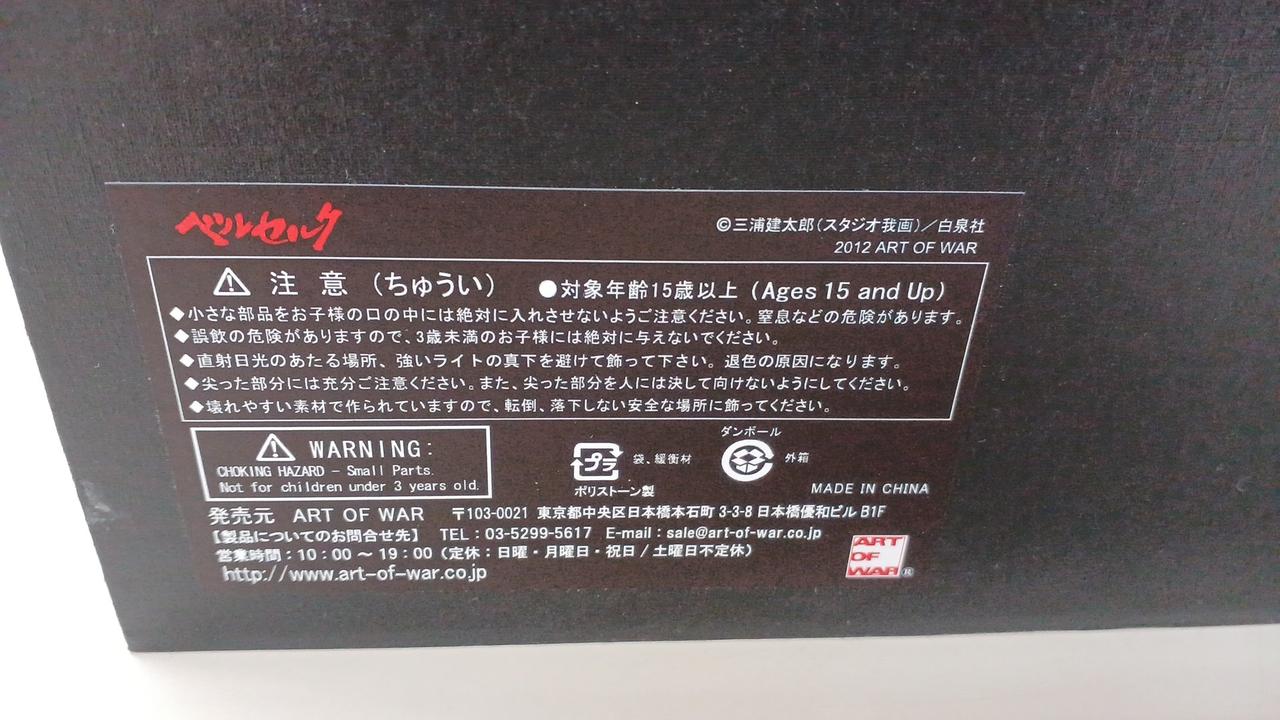 ベルセルク
©三浦建太郎(スタジオ我画)/白泉社
2012 ART OF WAR
注 意 (ちゅうい) ●対象年齢15歳以上 (Ages 15 and Up)
◆小さな部品をお子様の口の中には絶対に入れさせないようご注意ください。窒息などの危険があります。
◆誤飲の危険がありますので、3歳未満のお子様には絶対に与えないでください。
◆直射日光のあたる場所、強いライトの真下を避けて飾って下さい。退色の原因になります。
◆尖った部分には充分ご注意ください。また、尖った部分を人には決して向けないようにしてください。
◆壊れやすい素材で作られていますので、転倒、落下しない安全な場所に飾ってください。
WARNING:
CHOKING HAZARD - Small Parts.
Not for children under 3 years old.
プラ 袋、緩衝材
ポリストーン製
ダンボール
外箱
MADE IN CHINA
発売元 ART OF WAR 〒103-0021 東京都中央区日本橋本石町 3-3-8 日本橋優和ビル B1F
【製品についてのお問合せ先】 TEL : 03-5299-5617 E-mail : sale@art-of-war.co.jp
営業時間 : 10 : 00 ~ 19 : 00 (定休 : 日曜・月曜日・祝日 / 土曜日不定休)
http://www.art-of-war.co.jp
ART
OF
WAR®